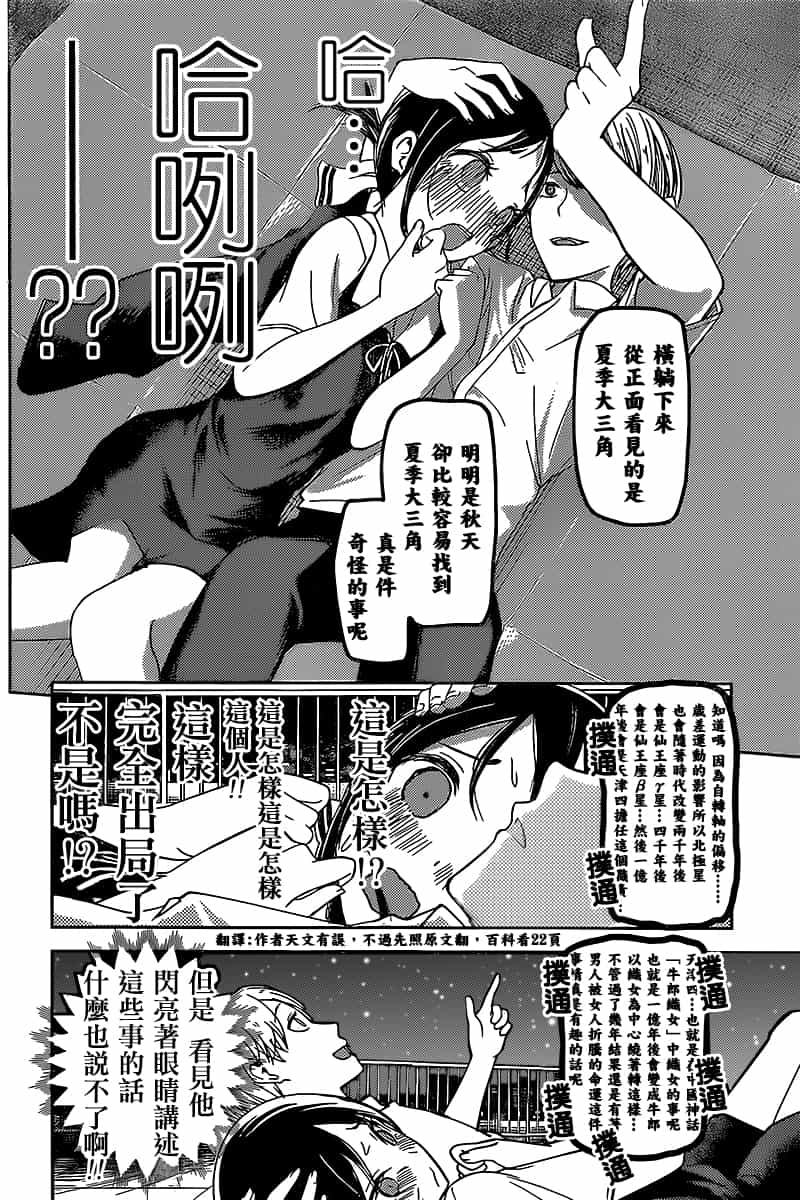 哈…
哈咧咧
——??
橫躺下來
從正面看見的是
夏季大三角
明明是秋天
卻比較容易找到
夏季大三角
真是件
奇怪的事呢
知道嗎 因為自轉軸的偏移……
歲差運動的影響所以北極星
也會隨著時代改變兩千年後
會是仙王座γ星…四千年後
會是仙王座β星…然後一億
年後會是天津四擔任這個職責…
撲通
撲通
這是怎樣!?
這是怎樣這是怎樣
這個人!!
這樣
完全出局了
不是嗎!?
翻譯:作者天文有誤，不過先照原文翻，百科看22頁
天津四…也就是在中國神話
「牛郎織女」中織女的事呢
也就是一億年後會變成牛郎
以織女為中心繞著轉這樣…
不管過了幾年結果還是有著
男人被女人折騰的命運這件
事情真是有趣的話呢
撲通
撲通
撲通
撲通
撲通
但是 看見他
閃亮著眼睛講述
這些事的話
什麼也說不了啊!!!